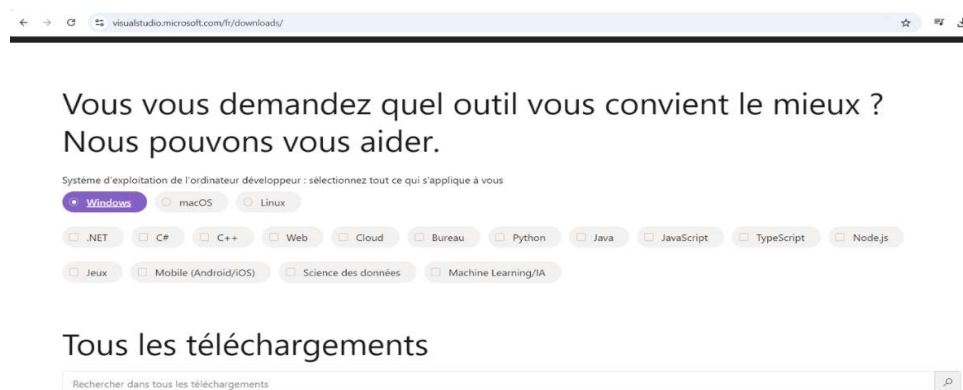 visualstudio.microsoft.com/fr/downloads/
Vous vous demandez quel outil vous convient le mieux ?
Nous pouvons vous aider.
Système d'exploitation de l'ordinateur développeur : sélectionnez tout ce qui s'applique à vous
Windows macOS Linux
.NET C# C++ Web Cloud Bureau Python Java JavaScript TypeScript Node.js
Jeux Mobile (Android/iOS) Science des données Machine Learning/IA
Tous les téléchargements
Rechercher dans tous les téléchargements